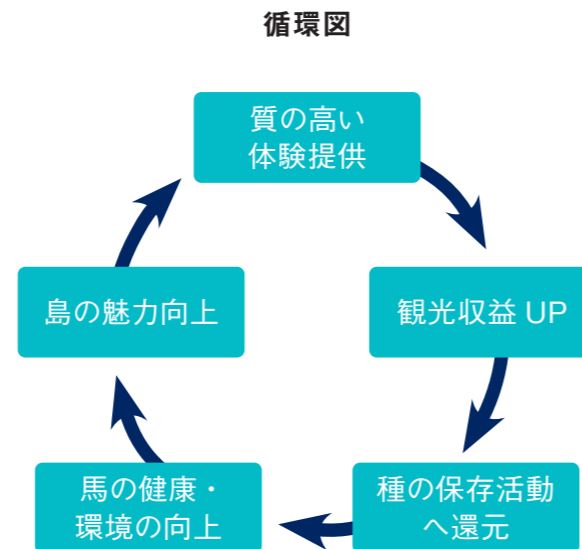 循環図
質の高い
体験提供
観光収益 UP
種の保存活動
へ還元
馬の健康・
環境の向上
島の魅力向上